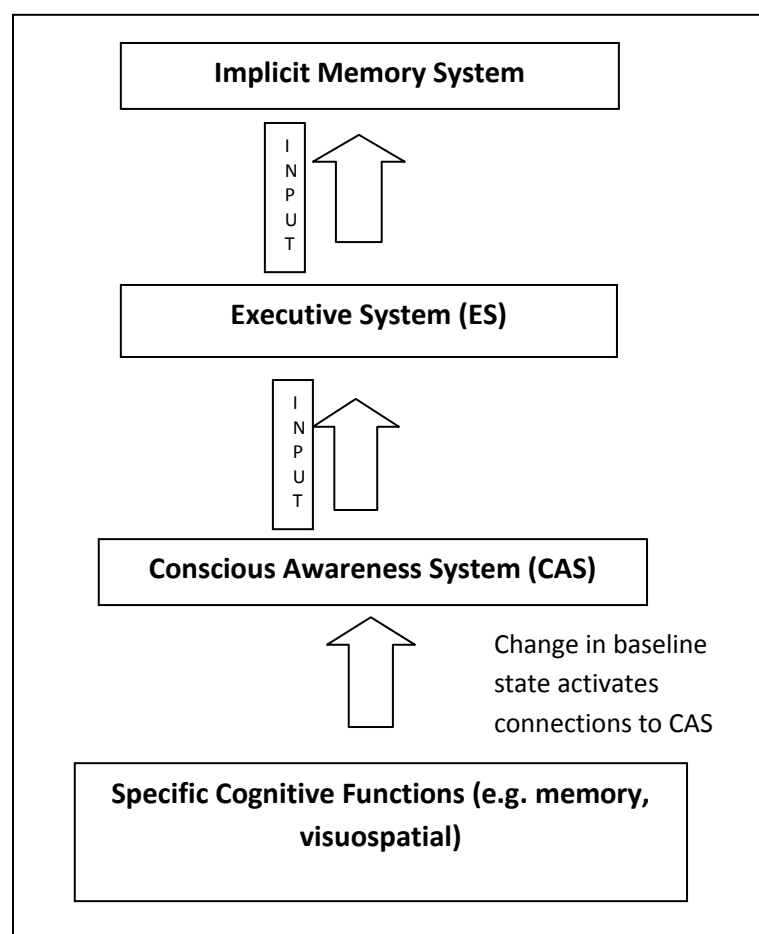 Implicit Memory System
I
N
P
U
T
Executive System (ES)
I
N
P
U
T
Conscious Awareness System (CAS)
Change in baseline
state activates
connections to CAS
Specific Cognitive Functions (e.g. memory,
visuospatial)